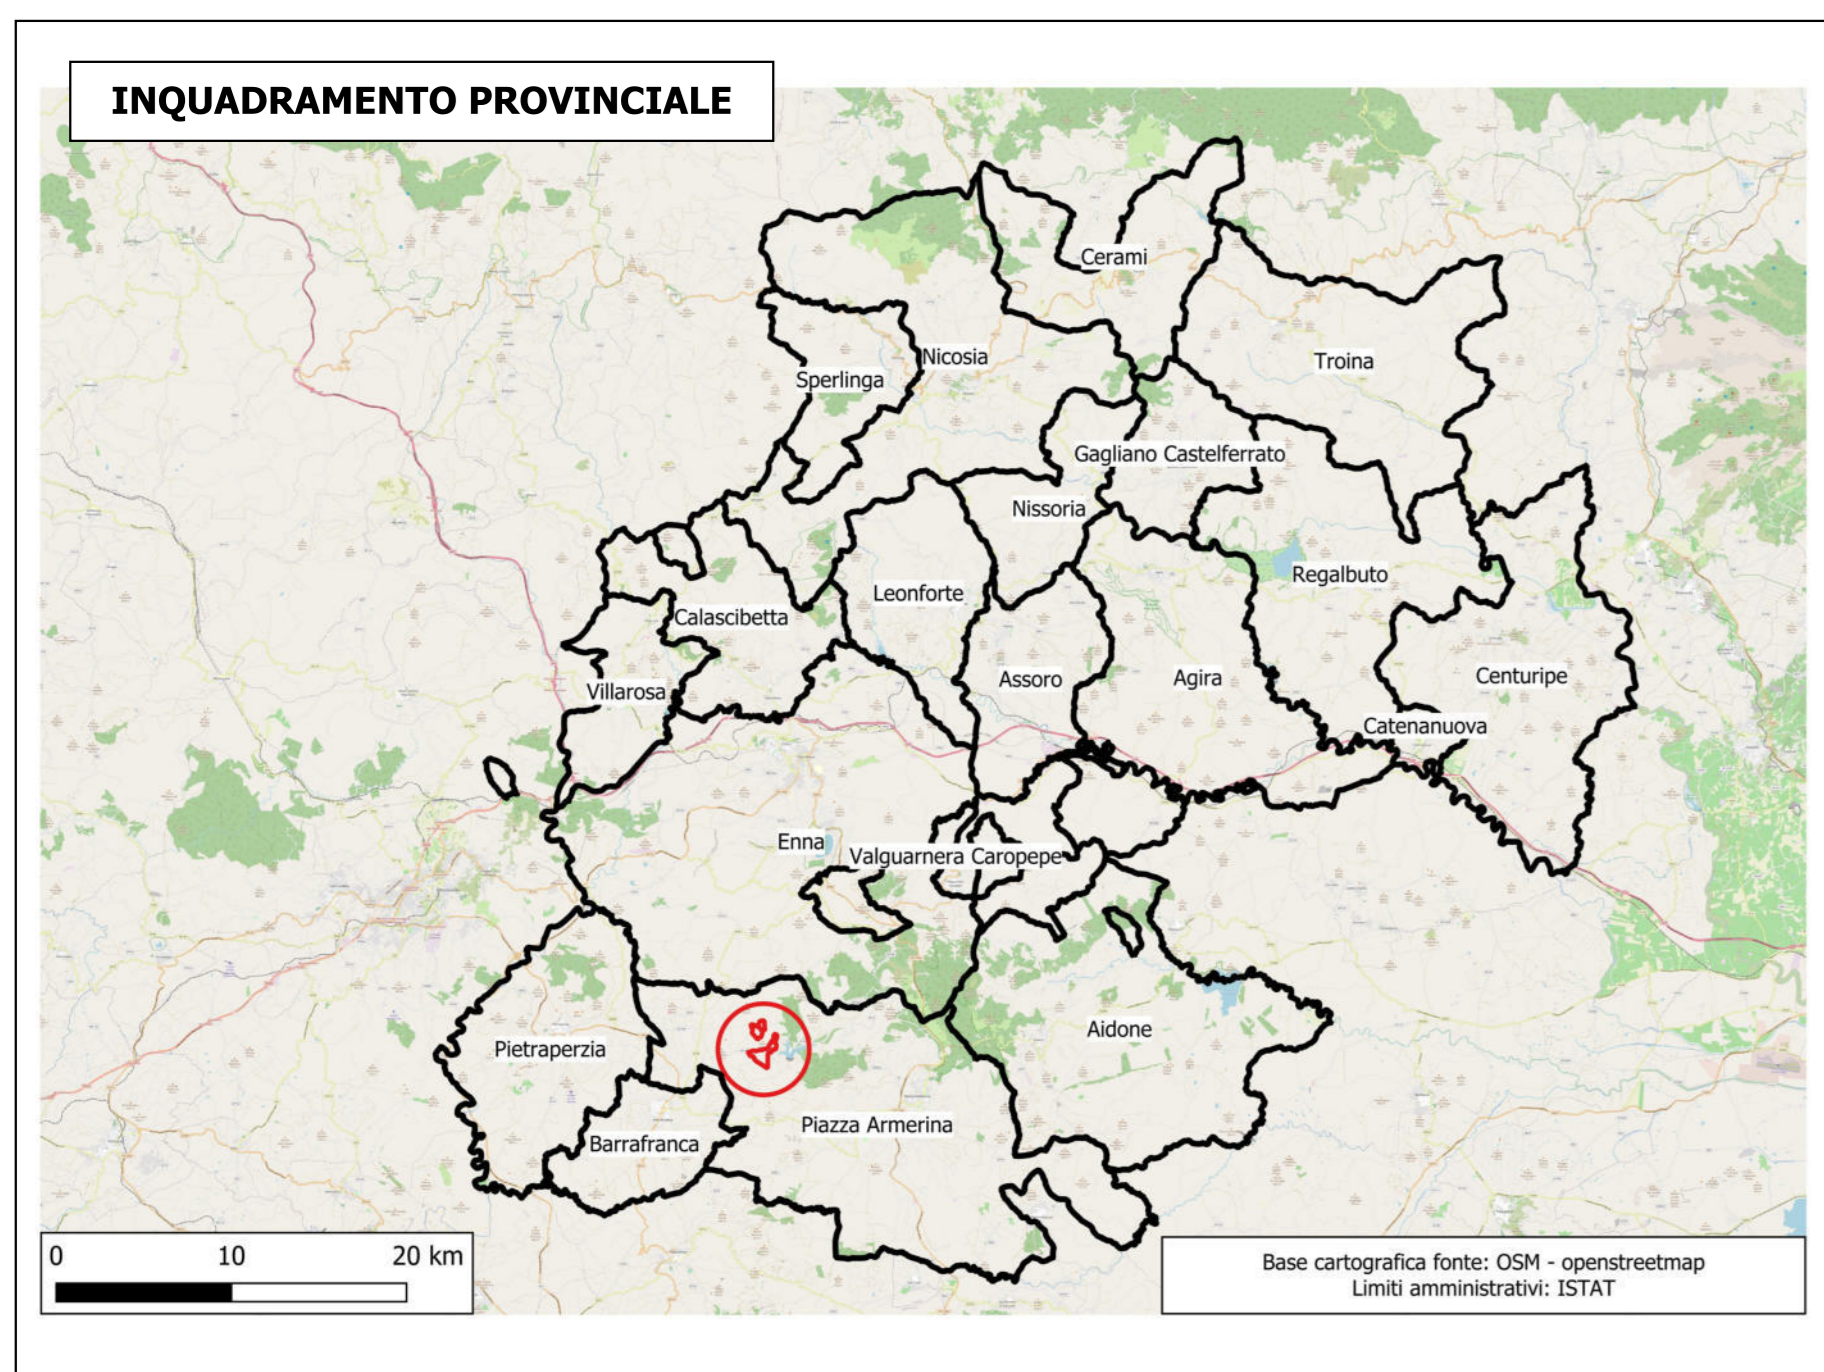 INQUADRAMENTO PROVINCIALE
Cerami
Nicosia
Troina
Sperlinga
Gagliano Castelferrato
Nissoria
Regalbuto
Leonforte
Calascibetta
Centuripe
Agira
Assoro
Villarosa
Catenanuova
Enna
Valguarnera Caropepe
Aidone
Pietraperzia
Piazza Armerina
Barrafranca
0 10 20 km
Base cartografica fonte: OSM - openstreetmap
Limiti amministrativi: ISTAT